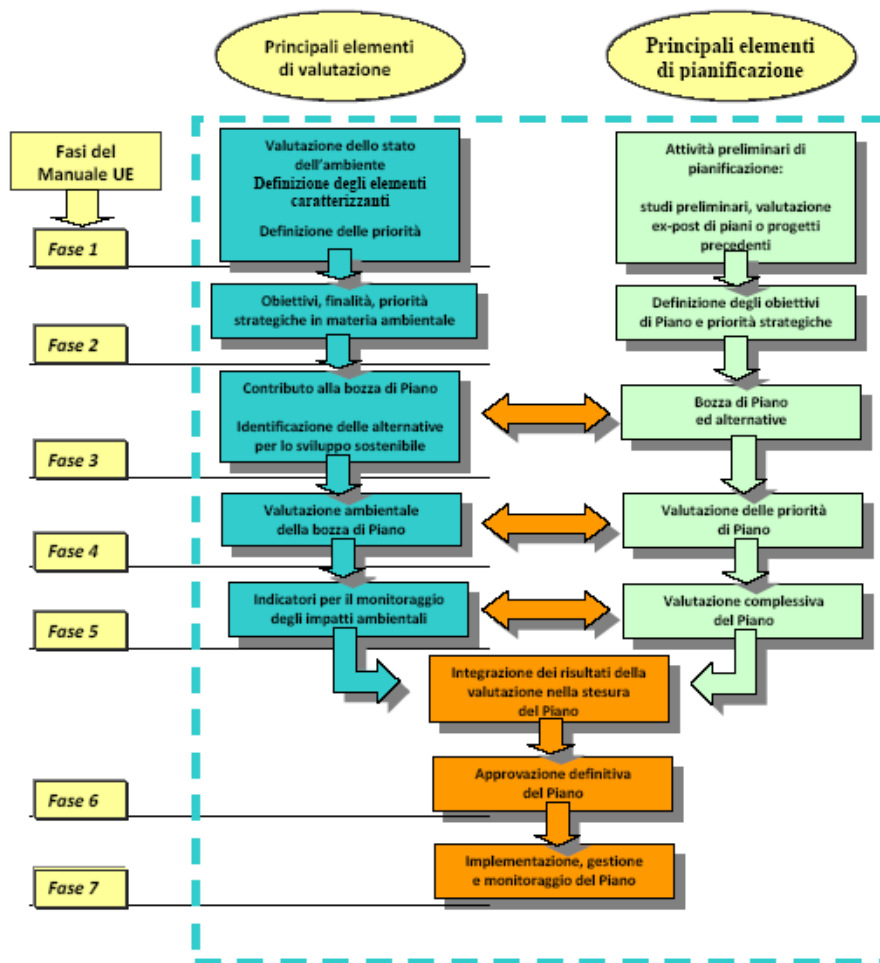 Principali elementi
di valutazione
Principali elementi
di pianificazione
Fasi del
Manuale UE
Valutazione dello stato
dell'ambiente
Definizione degli elementi
caratterizzanti
Definizione delle priorità
Attività preliminari di
pianificazione:
studi preliminari, valutazione
ex-post di piani o progetti
precedenti
Fase 1
Obiettivi, finalità, priorità
strategiche in materia ambientale
Definizione degli obiettivi
di Piano e priorità strategiche
Fase 2
Contributo alla bozza di Piano
Identificazione delle alternative
per lo sviluppo sostenibile
Bozza di Piano
ed alternative
Fase 3
Valutazione ambientale
della bozza di Piano
Valutazione delle priorità
di Piano
Fase 4
Indicatori per il monitoraggio
degli impatti ambientali
Valutazione complessiva
del Piano
Fase 5
Integrazione dei risultati della
valutazione nella stesura
del Piano
Approvazione definitiva
del Piano
Fase 6
Implementazione, gestione
e monitoraggio del Piano
Fase 7